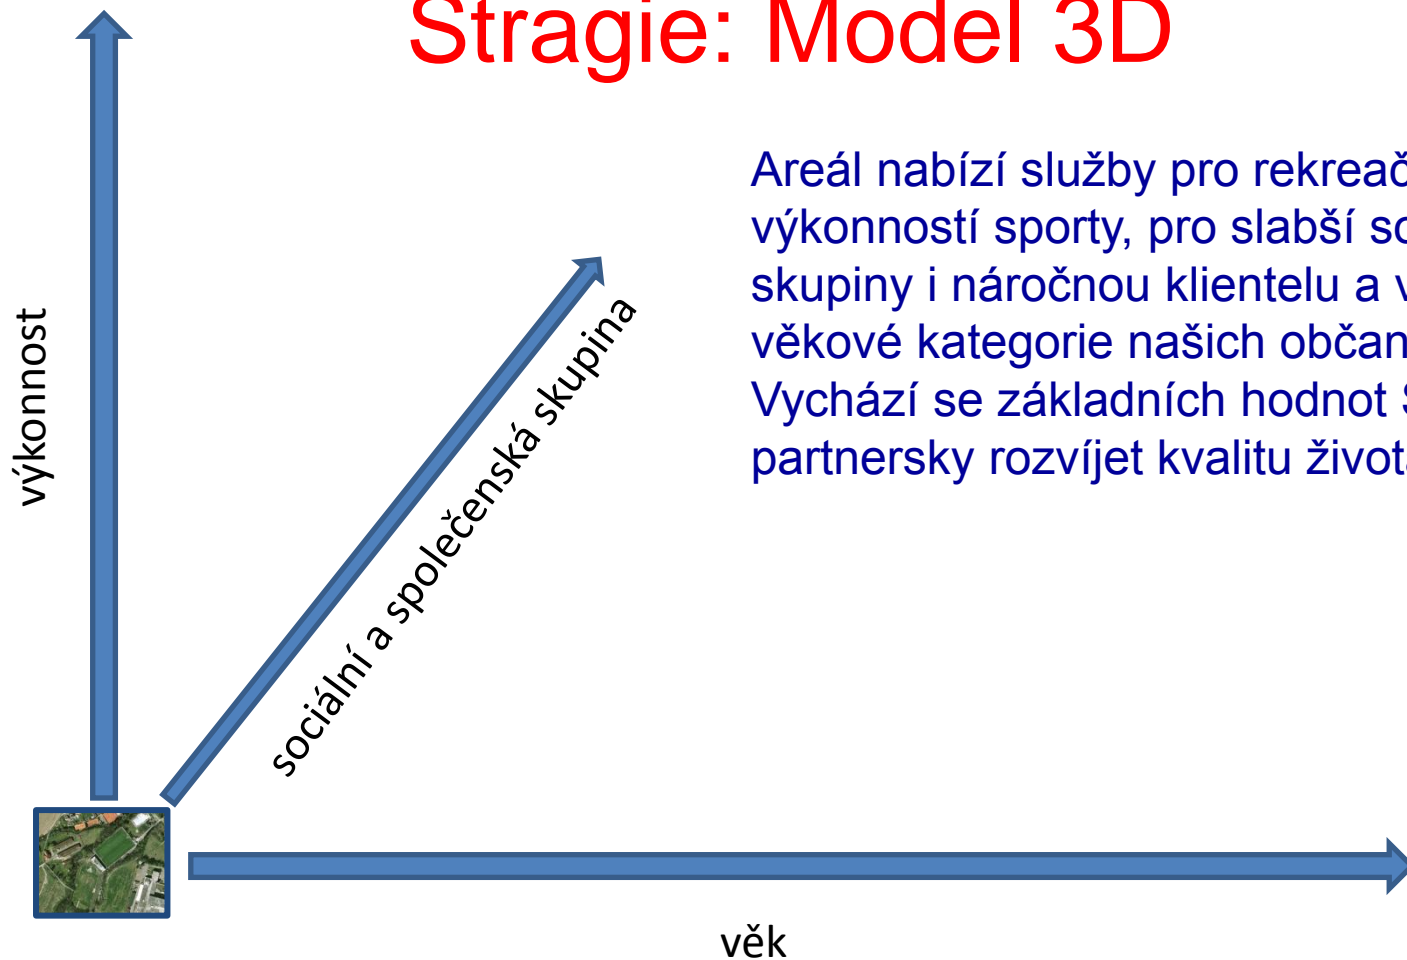 Stragie: Model 3D
Areál nabízí služby pro rekreač
výkonností sporty, pro slabší so
skupiny i náročnou klientelu a v
věkové kategorie našich občan
Vychází se základních hodnot S
partnersky rozvíjet kvalitu život
výkonnost
sociální a společenská skupina
věk